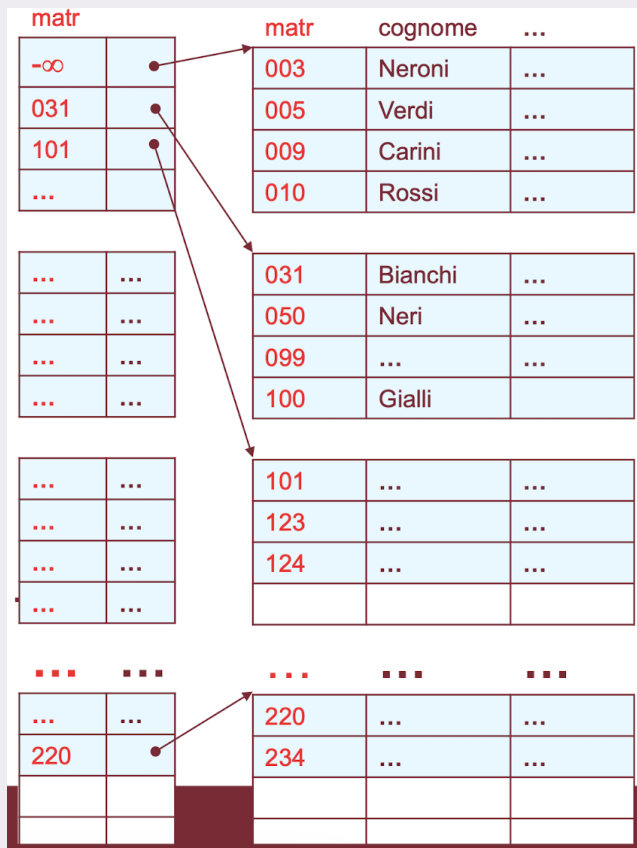 matr
-∞
031
101
...
... ...
... ...
... ...
... ...
... ...
... ...
... ...
... ...
... ...
... ...
220
matr cognome ...
003 Neroni ...
005 Verdi ...
009 Carini ...
010 Rossi ...
031 Bianchi ...
050 Neri ...
099 ... ...
100 Gialli
101 ... ...
123 ... ...
124 ... ...
... ... ...
220 ... ...
234 ... ...